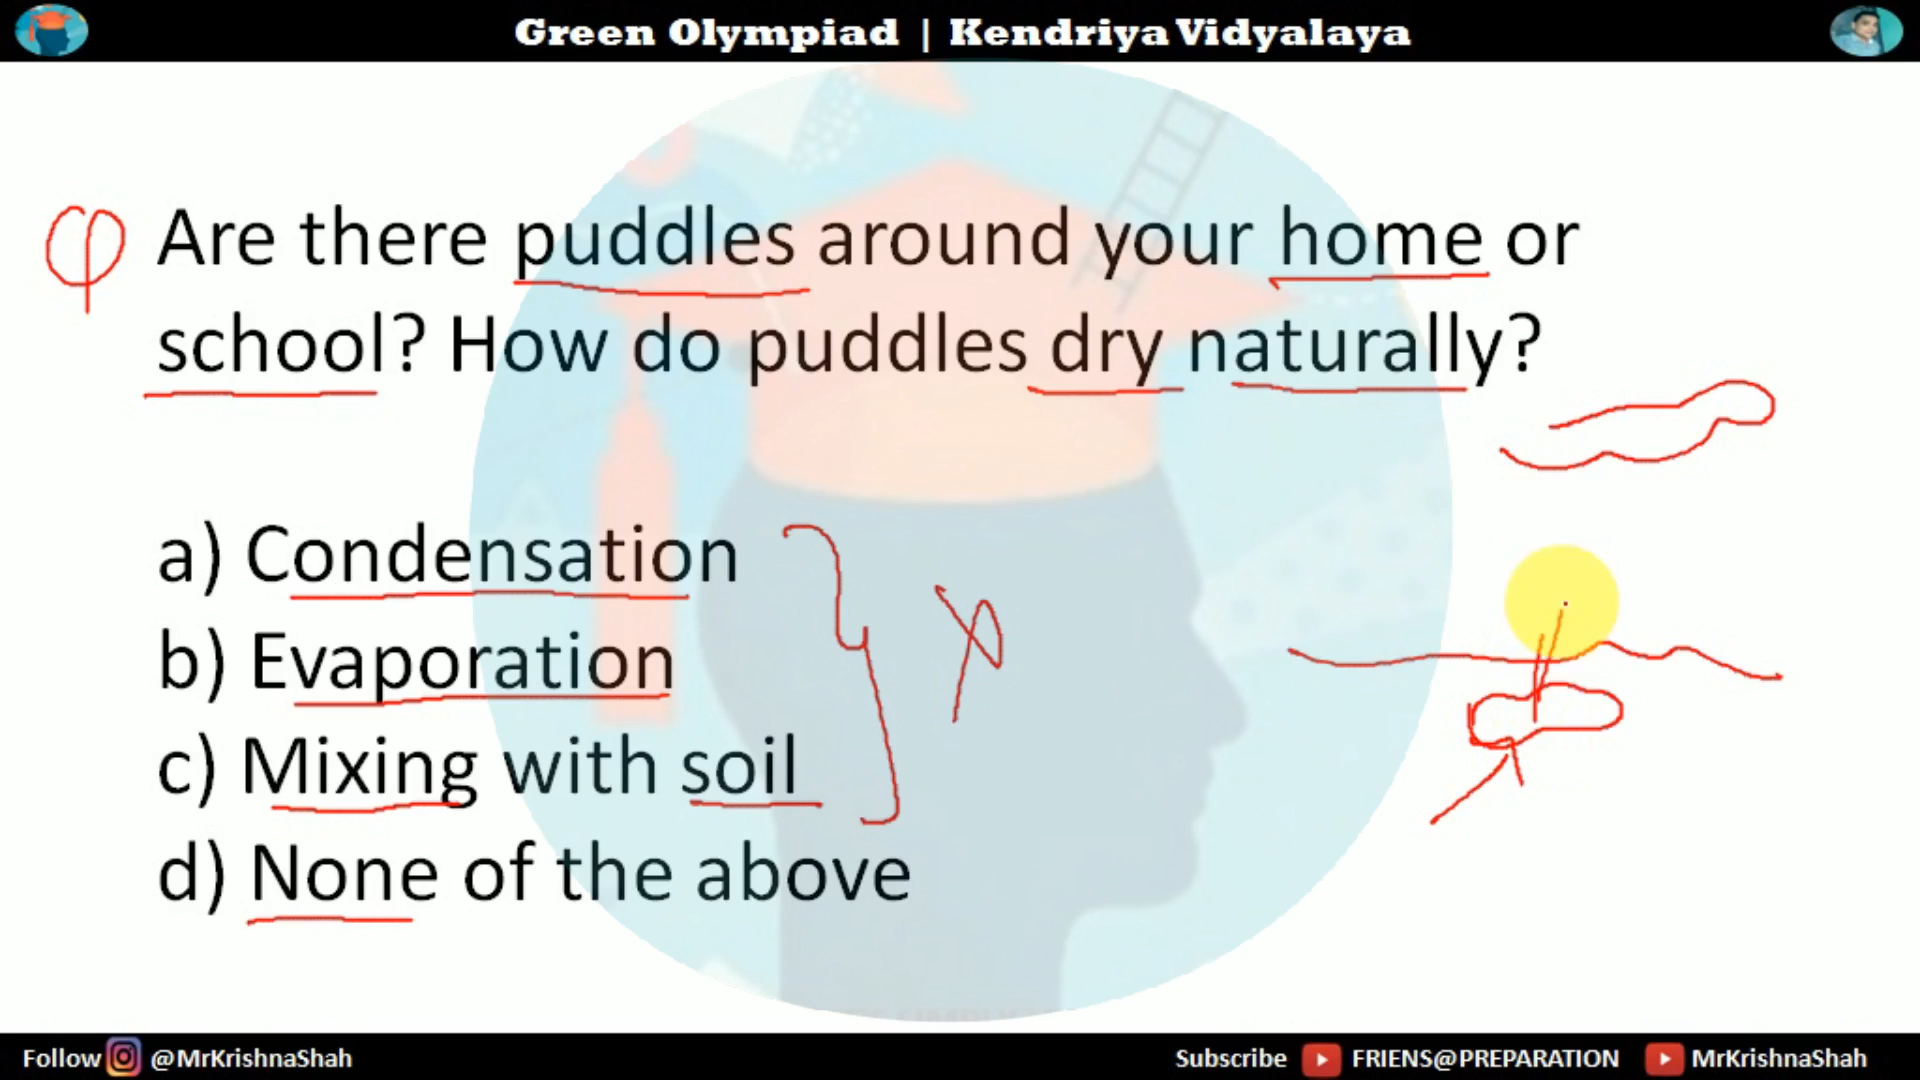 Green Olympiad | Kendriya Vidyalaya
Are there puddles around your home or
school? How do puddles dry naturally?
a) Condensation
b) Evaporation
c) Mixing with soil
d) None of the above
Follow @MrKrishnaShah
Subscribe FRIENS@PREPARATION MrKrishnaShah